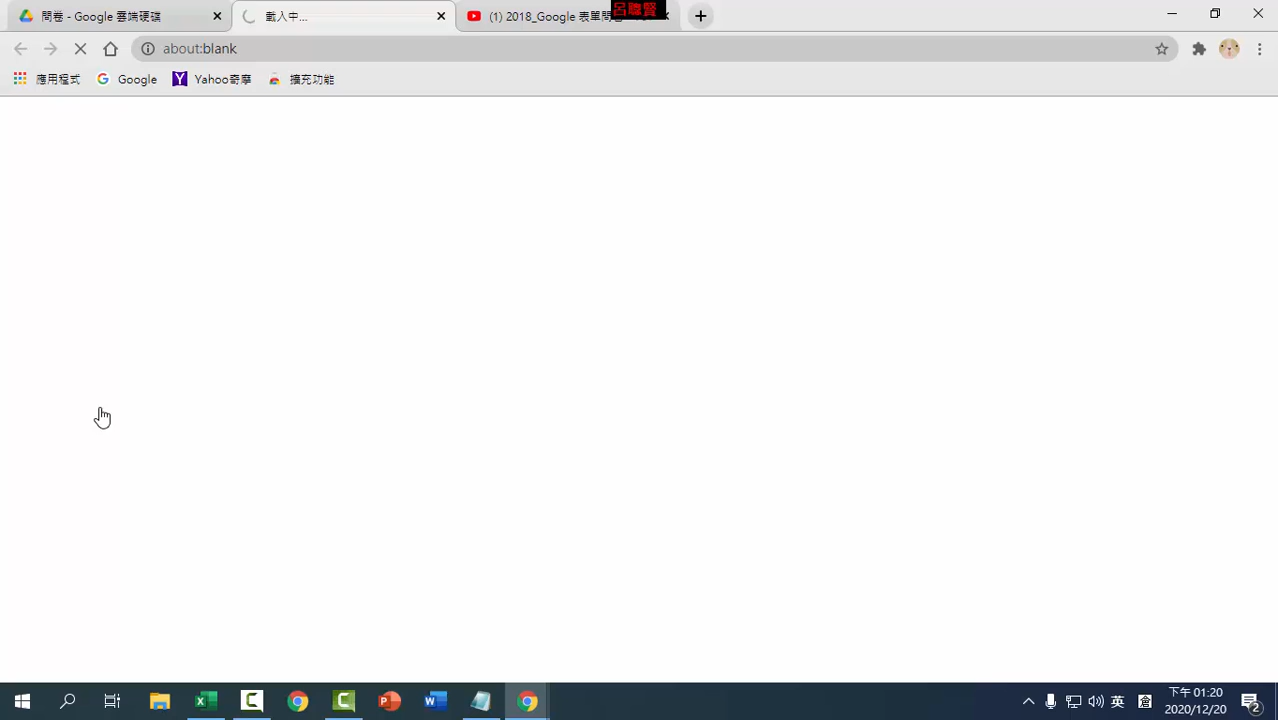 問卷 - Google 雲端硬碟
載入中...
(1) 2018_Google 表單問
呂聰賢
about:blank
應用程式
Google
Yahoo奇摩
擴充功能
英
下午 01:20
2020/12/20
2